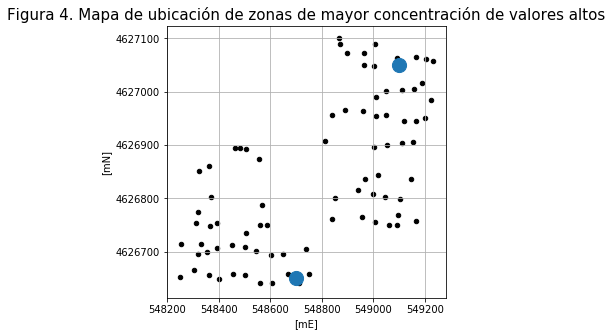 Figura 4. Mapa de ubicación de zonas de mayor concentración de valores altos
4627100
4627000
4626900
4626800
4626700
[mN]
548200 548400 548600 548800 549000 549200
[mE]